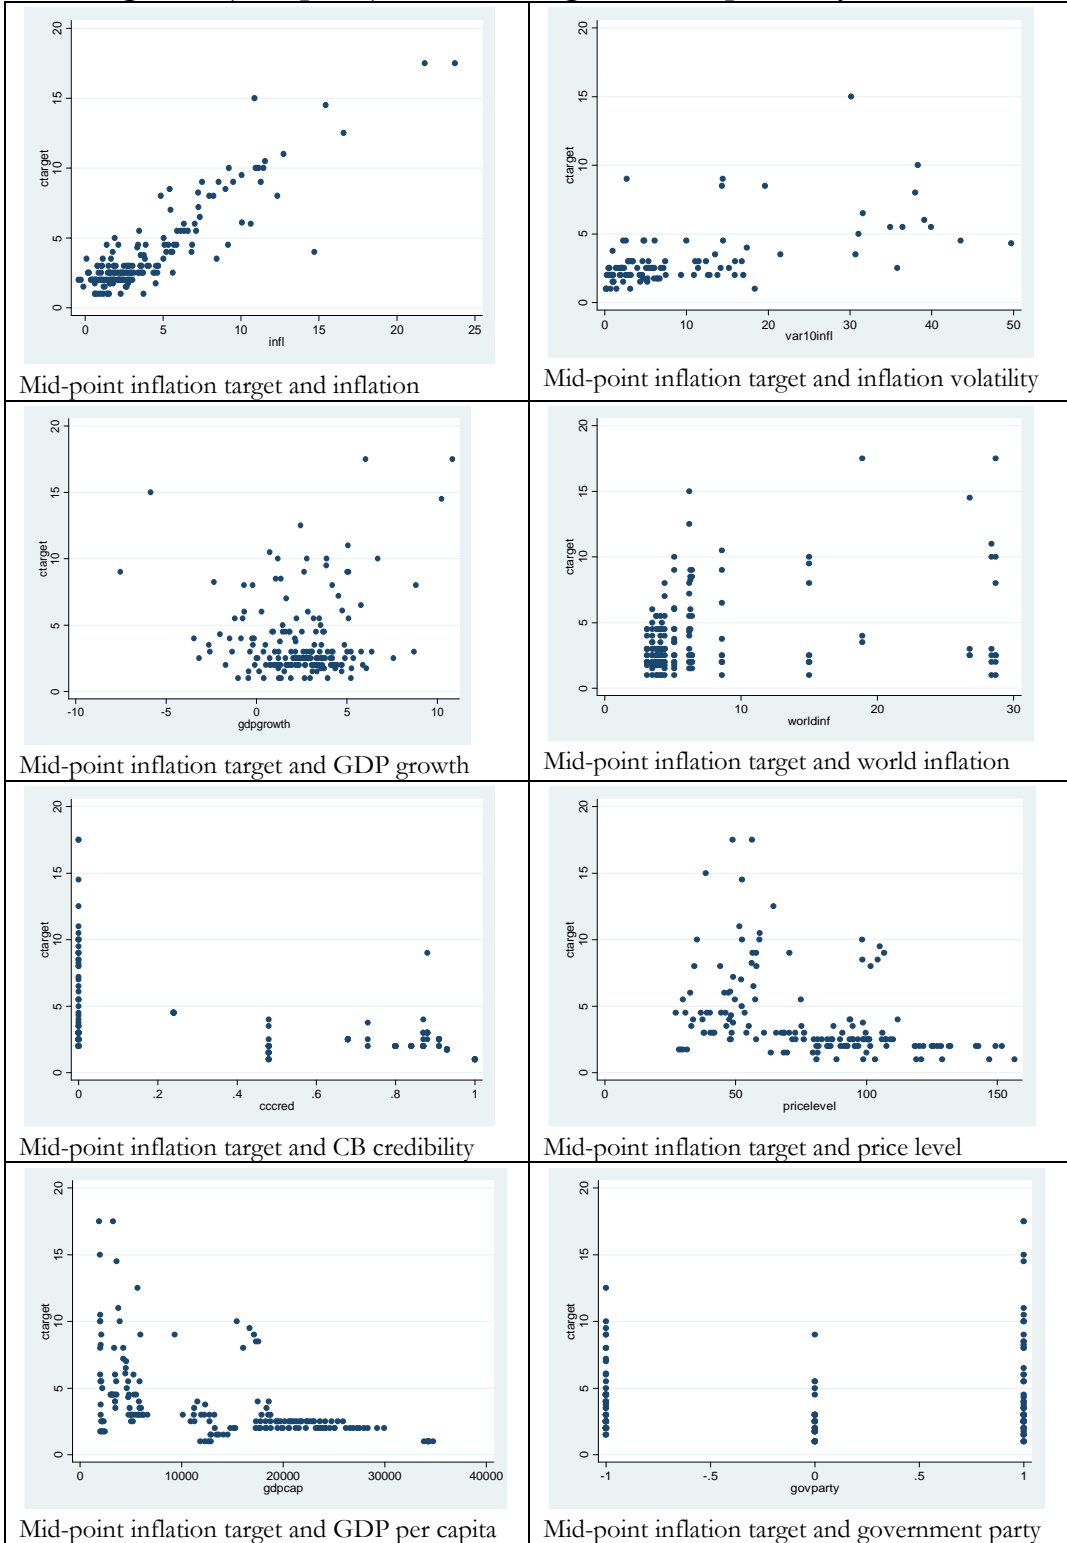 20
15
10
5
0
ctarget
0 5 10 15 20 25
infl
Mid-point inflation target and inflation
20
15
10
5
0
ctarget
0 10 20 30 40 50
var10infl
Mid-point inflation target and inflation volatility
20
15
10
5
0
ctarget
-10 -5 0 5 10
gdpgrowth
Mid-point inflation target and GDP growth
20
15
10
5
0
ctarget
0 10 20 30
worldinf
Mid-point inflation target and world inflation
20
15
10
5
0
ctarget
0 .2 .4 .6 .8 1
cccred
Mid-point inflation target and CB credibility
20
15
10
5
0
ctarget
0 50 100 150
pricelevel
Mid-point inflation target and price level
20
15
10
5
0
ctarget
0 10000 20000 30000 40000
gdpcap
Mid-point inflation target and GDP per capita
20
15
10
5
0
ctarget
-1 -.5 0 .5 1
govparty
Mid-point inflation target and government party